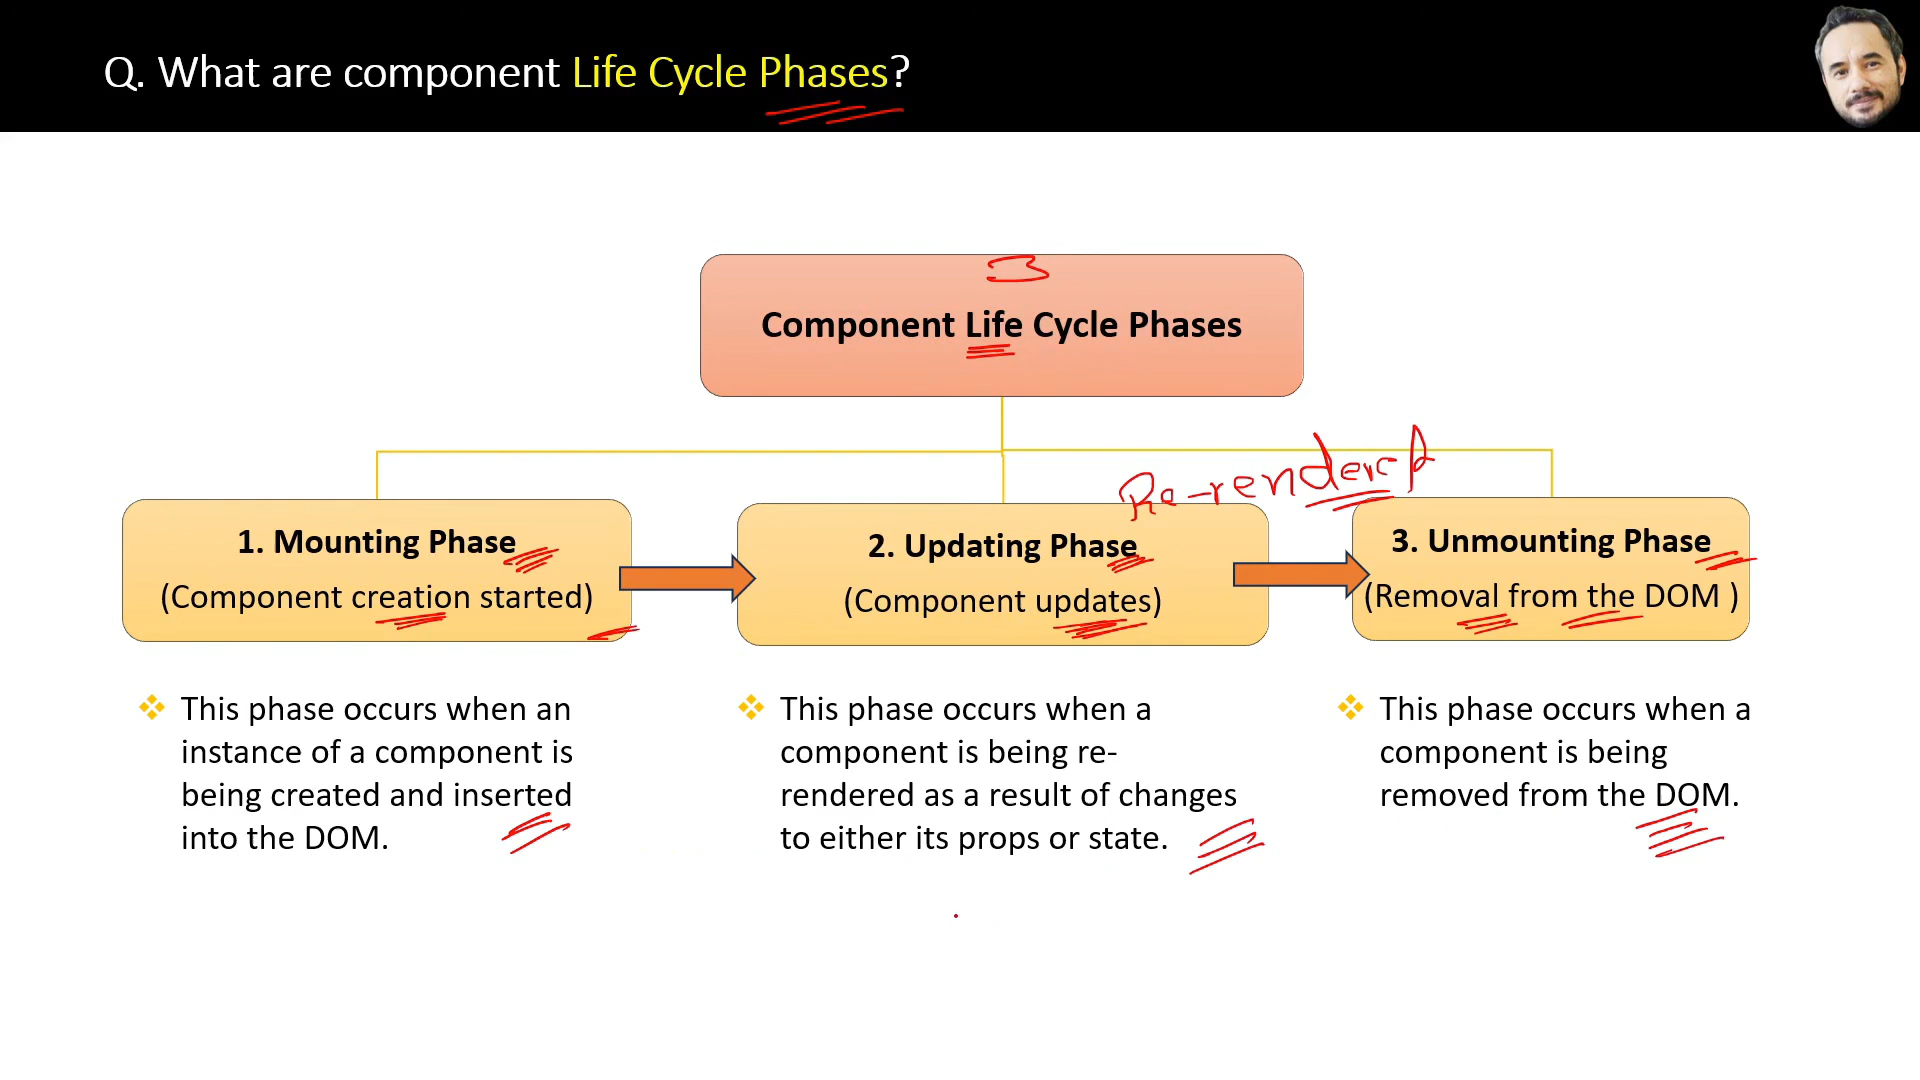 Q. What are component Life Cycle Phases?
3
Component Life Cycle Phases
Re-rendered
1. Mounting Phase
(Component creation started)
2. Updating Phase
(Component updates)
3. Unmounting Phase
(Removal from the DOM )
This phase occurs when an
instance of a component is
being created and inserted
into the DOM.
This phase occurs when a
component is being re-
rendered as a result of changes
to either its props or state.
This phase occurs when a
component is being
removed from the DOM.